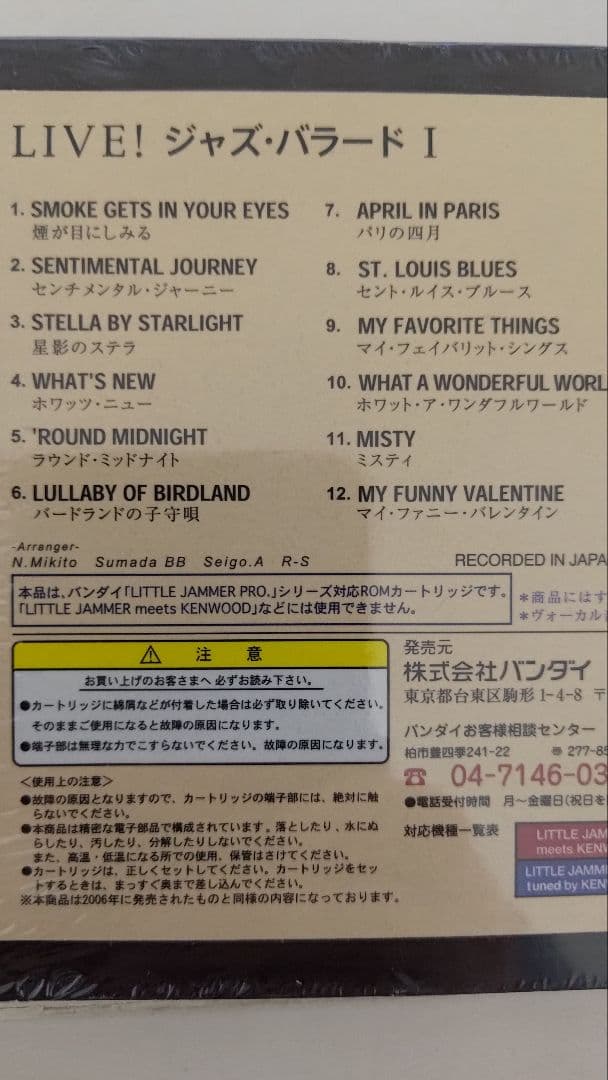 LIVE! ジャズ・バラード I
1. SMOKE GETS IN YOUR EYES
煙が目にしみる
2. SENTIMENTAL JOURNEY
センチメンタル・ジャーニー
3. STELLA BY STARLIGHT
星影のステラ
4. WHAT'S NEW
ホワッツ・ニュー
5. 'ROUND MIDNIGHT
ラウンド・ミッドナイト
6. LULLABY OF BIRDLAND
バードランドの子守唄
7. APRIL IN PARIS
パリの四月
8. ST. LOUIS BLUES
セント・ルイス・ブルース
9. MY FAVORITE THINGS
マイ・フェイバリット・シングス
10. WHAT A WONDERFUL WORL
ホワット・ア・ワンダフルワールド
11. MISTY
ミスティ
12. MY FUNNY VALENTINE
マイ・ファニー・バレンタイン
-Arranger-
N.Mikito Sumada BB Seigo.A R-S
RECORDED IN JAPA
本品は、バンダイ「LITTLE JAMMER PRO.」シリーズ対応ROMカートリッジです。
「LITTLE JAMMER meets KENWOOD」などには使用できません。
*商品にはす
*ヴォーカル
⚠ 注意
お買い上げのお客さまへ 必ずお読み下さい。
●カートリッジに綿屑などが付着した場合は必ず取り除いてください。
そのままご使用になると故障の原因になります。
●端子部は無理な力でこすらないでください。故障の原因になります。
<使用上の注意>
●故障の原因となりますので、カートリッジの端子部には、絶対に触
らないでください。
●本商品は精密な電子部品で構成されています。落としたり、水にぬ
らしたり、汚したり、分解したりしないでください。
また、高温・低温になる所での使用、保管はさけてください。
●カートリッジは、正しくセットしてください。カートリッジをセッ
トするときは、まっすぐ奥まで差し込んでください。
※本商品は2006年に発売されたものと同様の内容になっております。
発売元
株式会社バンダイ
東京都台東区駒形1-4-8 〒
バンダイお客様相談センター
柏市豊四季241-22 〠 277-85
☎ 04-7146-03
●電話受付時間 月〜金曜日(祝日を
対応機種一覧表
LITTLE JAMM
meets KENW
LITTLE JAMME
tuned by KEN